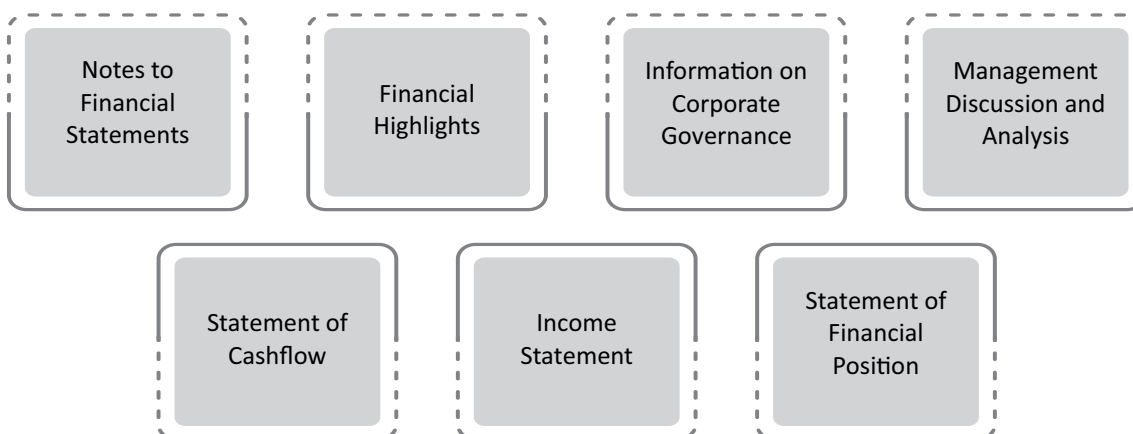 Notes to
Financial
Statements
Financial
Highlights
Information on
Corporate
Governance
Management
Discussion and
Analysis
Statement of
Cashflow
Income
Statement
Statement of
Financial
Position